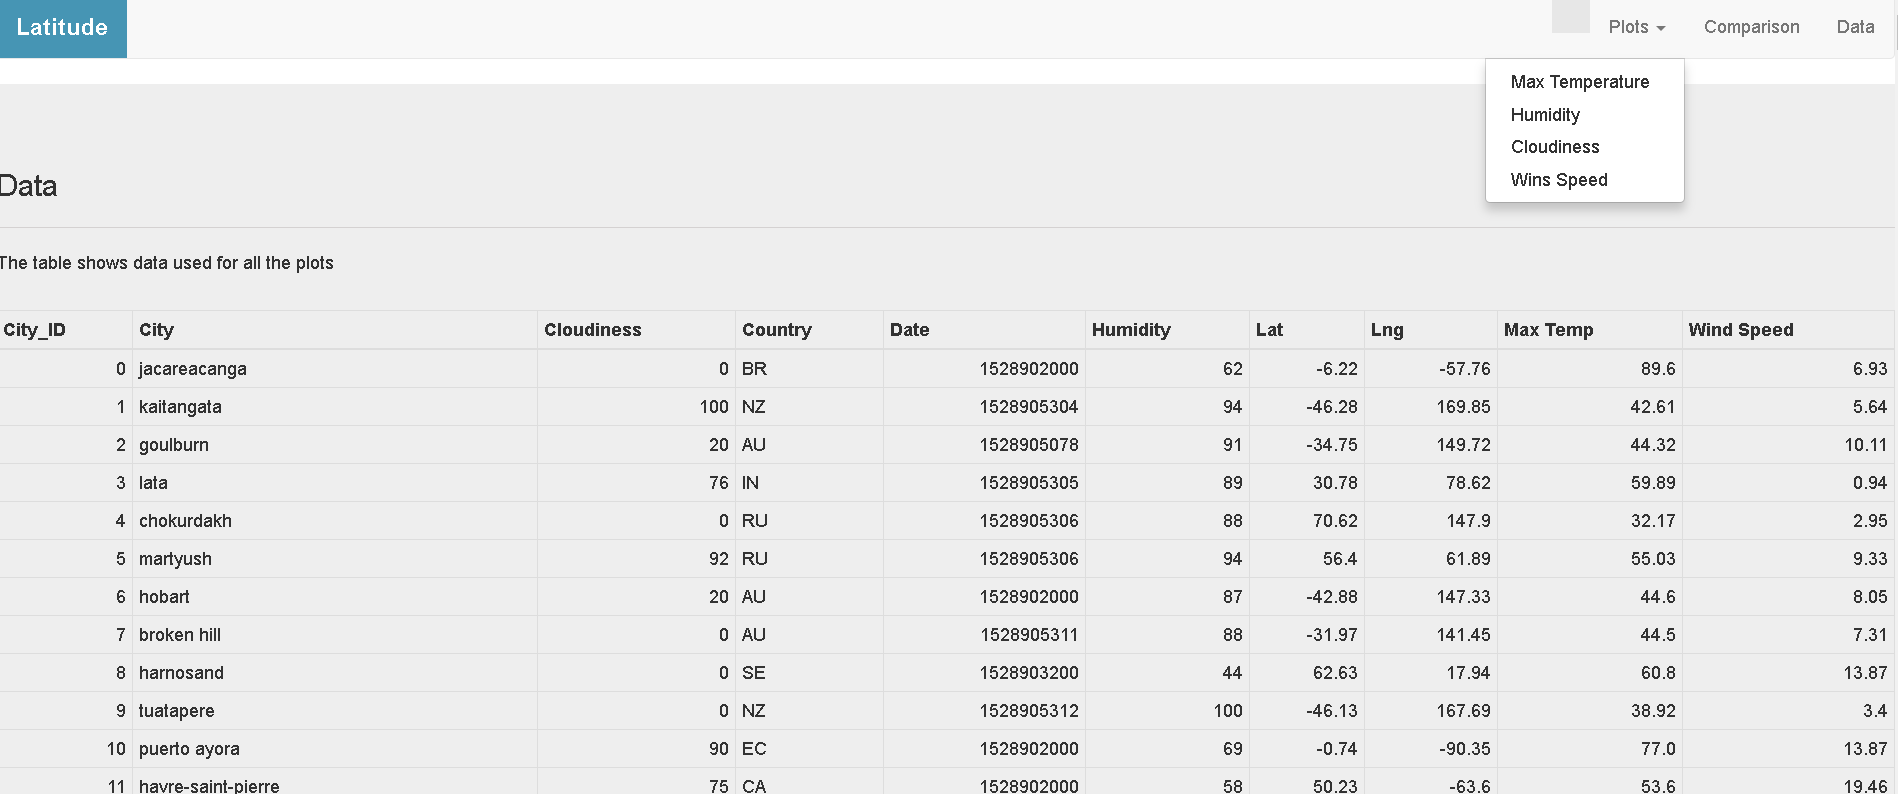 Latitude Plots Comparison Data
Max Temperature
Humidity
Cloudiness
Wins Speed
Data
The table shows data used for all the plots
City_ID City Cloudiness Country Date Humidity Lat Lng Max Temp Wind Speed
0 jacareacanga 0 BR 1528902000 62 -6.22 -57.76 89.6 6.93
1 kaitangata 100 NZ 1528905304 94 -46.28 169.85 42.61 5.64
2 goulburn 20 AU 1528905078 91 -34.75 149.72 44.32 10.11
3 lata 76 IN 1528905305 89 30.78 78.62 59.89 0.94
4 chokurdakh 0 RU 1528905306 88 70.62 147.9 32.17 2.95
5 martyush 92 RU 1528905306 94 56.4 61.89 55.03 9.33
6 hobart 20 AU 1528902000 87 -42.88 147.33 44.6 8.05
7 broken hill 0 AU 1528905311 88 -31.97 141.45 44.5 7.31
8 harnosand 0 SE 1528903200 44 62.63 17.94 60.8 13.87
9 tuatapere 0 NZ 1528905312 100 -46.13 167.69 38.92 3.4
10 puerto ayora 90 EC 1528902000 69 -0.74 -90.35 77.0 13.87
11 havre-saint-pierre 75 CA 1528902000 58 50.23 -63.6 53.6 19.46